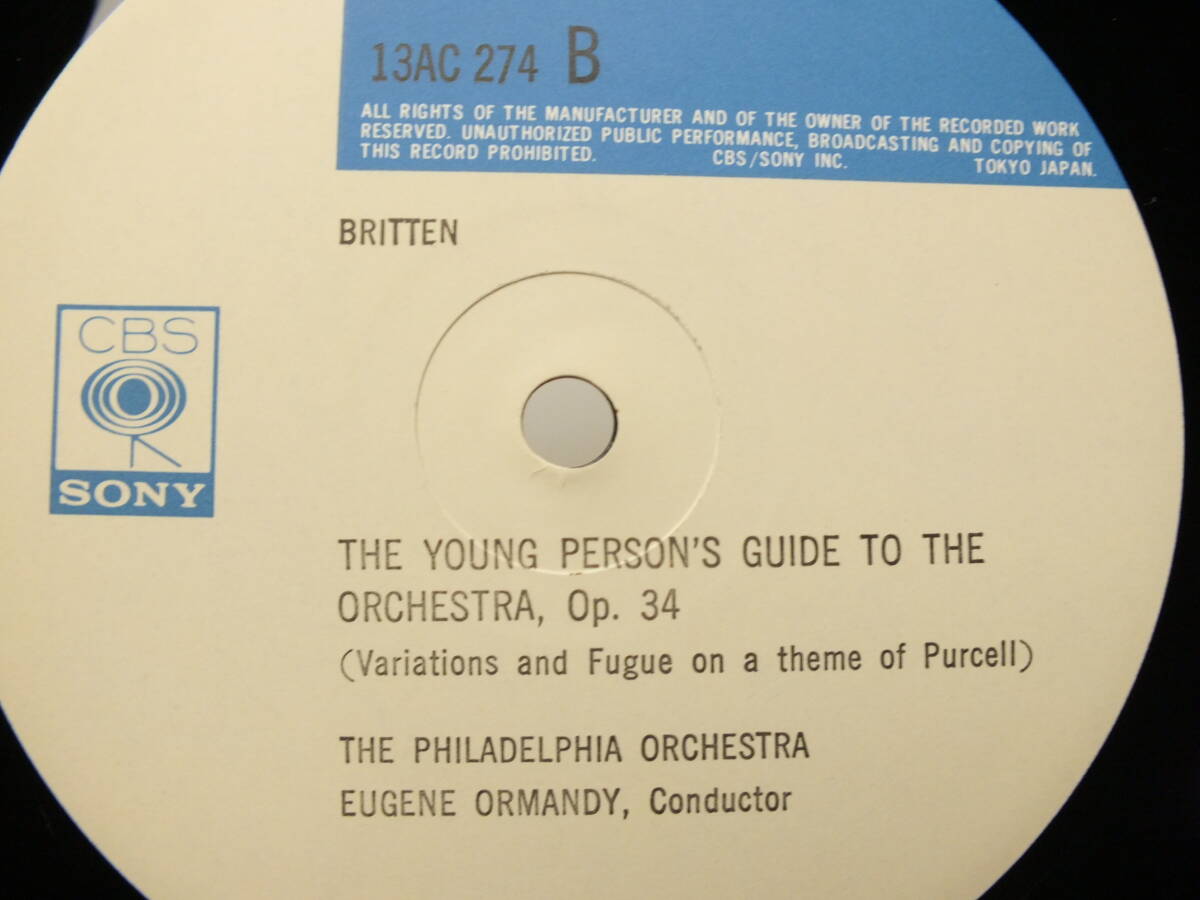 13AC 274 B
ALL RIGHTS OF THE MANUFACTURER AND OF THE OWNER OF THE RECORDED WORK
RESERVED. UNAUTHORIZED PUBLIC PERFORMANCE, BROADCASTING AND COPYING OF
THIS RECORD PROHIBITED. CBS/SONY INC. TOKYO JAPAN.
BRITTEN
CBS
SONY
THE YOUNG PERSON'S GUIDE TO THE
ORCHESTRA, Op. 34
(Variations and Fugue on a theme of Purcell)
THE PHILADELPHIA ORCHESTRA
EUGENE ORMANDY, Conductor